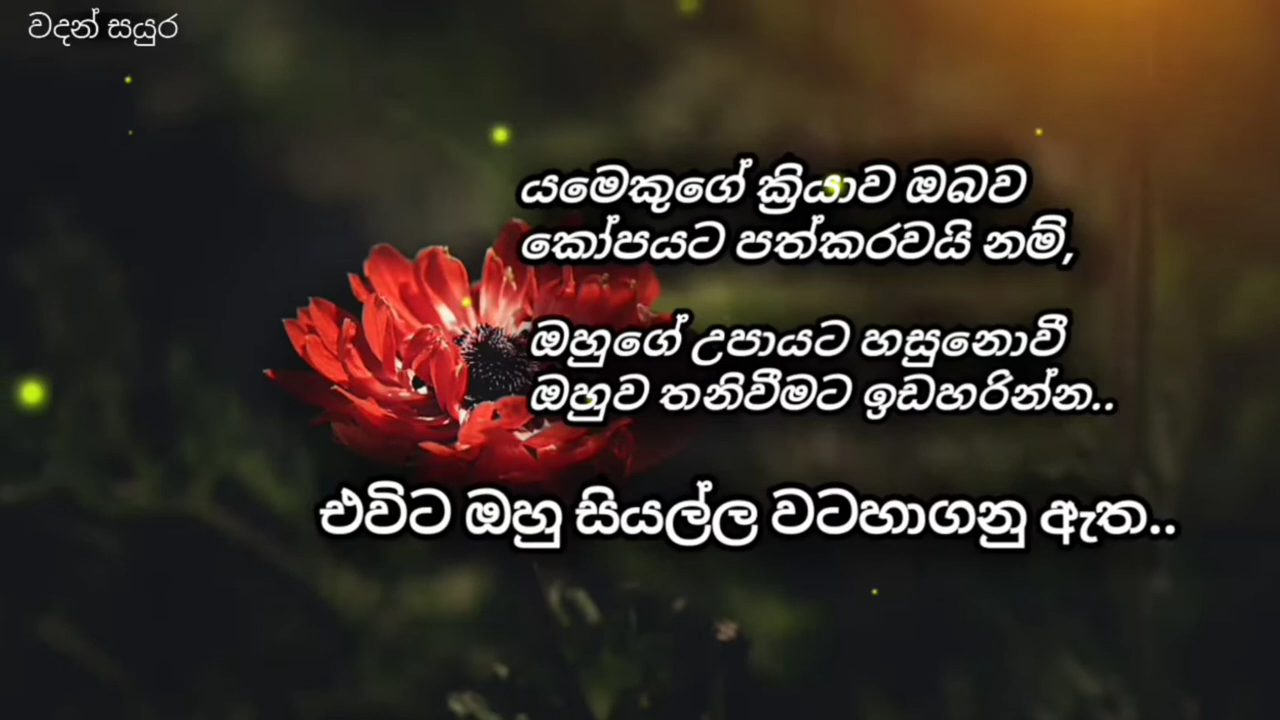 වදන් සයුර
යමෙකුගේ ක්‍රියාව ඔබව
කෝපයට පත්කරවයි නම්,
ඔහුගේ උපායට හසුනොවී
ඔහුව තනිවීමට ඉඩහරින්න..
එවිට ඔහු සියල්ල වටහාගනු ඇත..